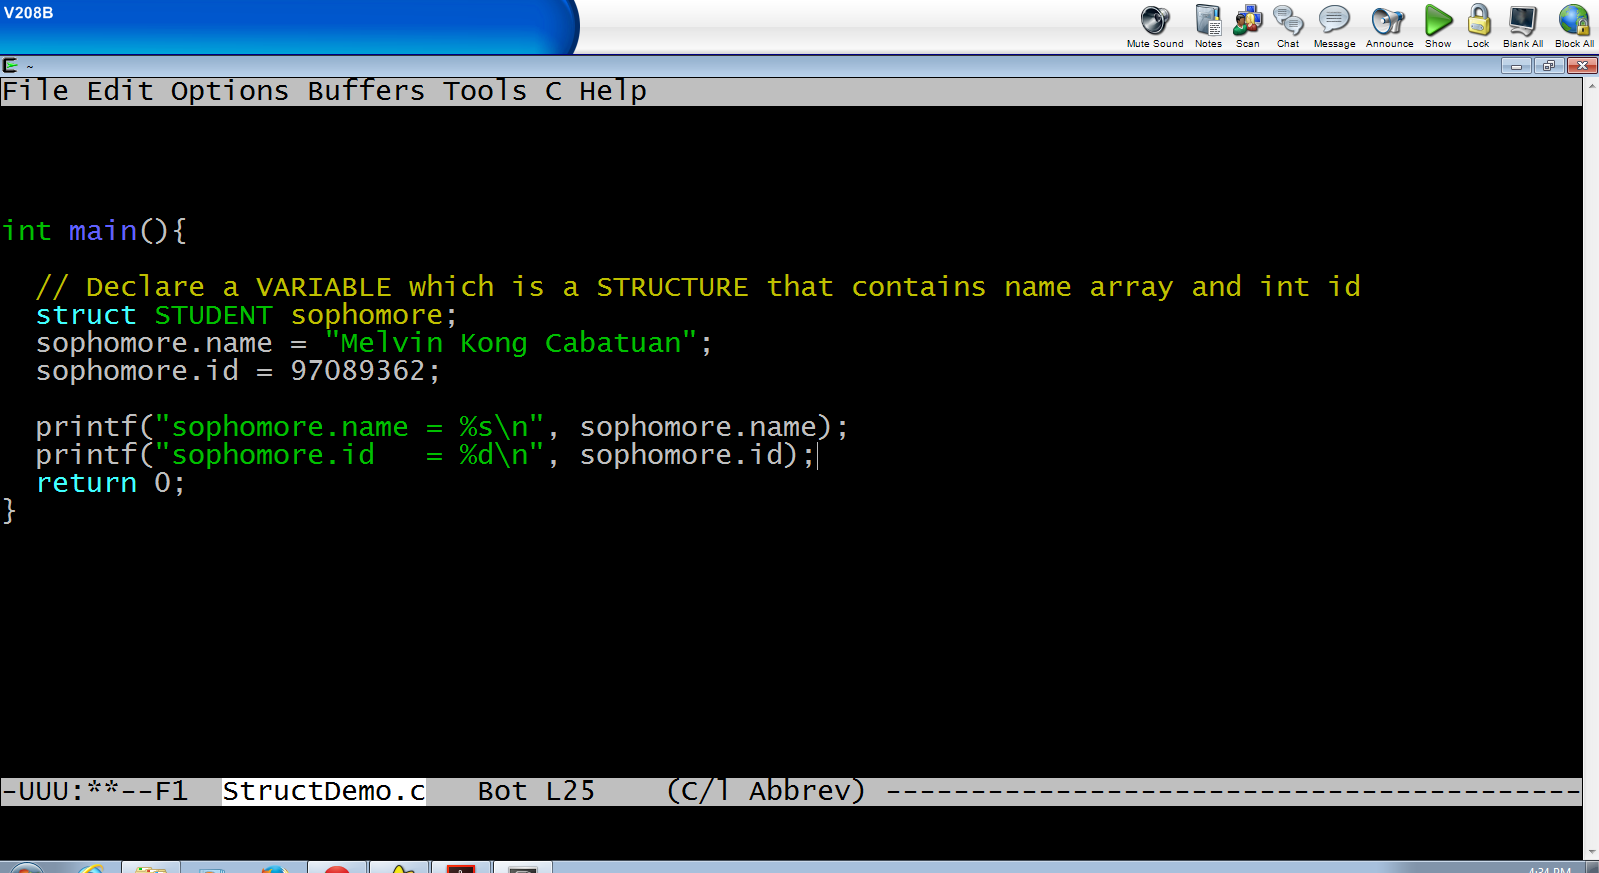 V208B
Mute Sound Notes Scan Chat Message Announce Show Lock Blank All Block All
~
File Edit Options Buffers Tools C Help
int main(){
// Declare a VARIABLE which is a STRUCTURE that contains name array and int id
struct STUDENT sophomore;
sophomore.name = "Melvin Kong Cabatuan";
sophomore.id = 97089362;
printf("sophomore.name = %s\n", sophomore.name);
printf("sophomore.id   = %d\n", sophomore.id);
return 0;
}
-UUU:**--F1  StructDemo.c   Bot L25    (C/l Abbrev) -----------------------------------------
4:34 PM